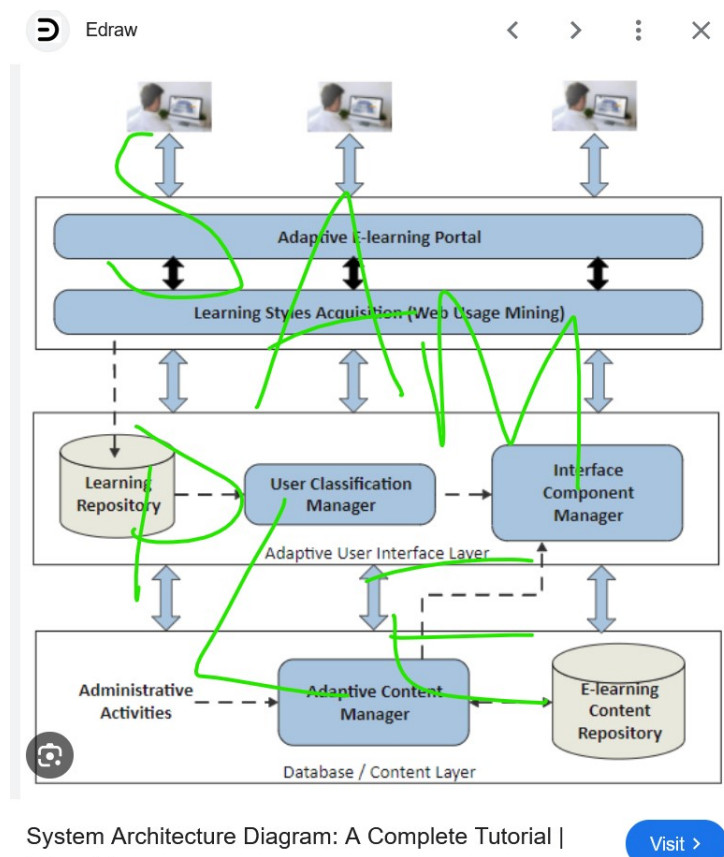 Edraw
Adaptive E-learning Portal
Learning Styles Acquisition (Web Usage Mining)
Learning
Repository
User Classification
Manager
Interface
Component
Manager
Adaptive User Interface Layer
Administrative
Activities
Adaptive Content
Manager
E-learning
Content
Repository
Database / Content Layer
SAMPLE
System Architecture Diagram: A Complete Tutorial |
Visit